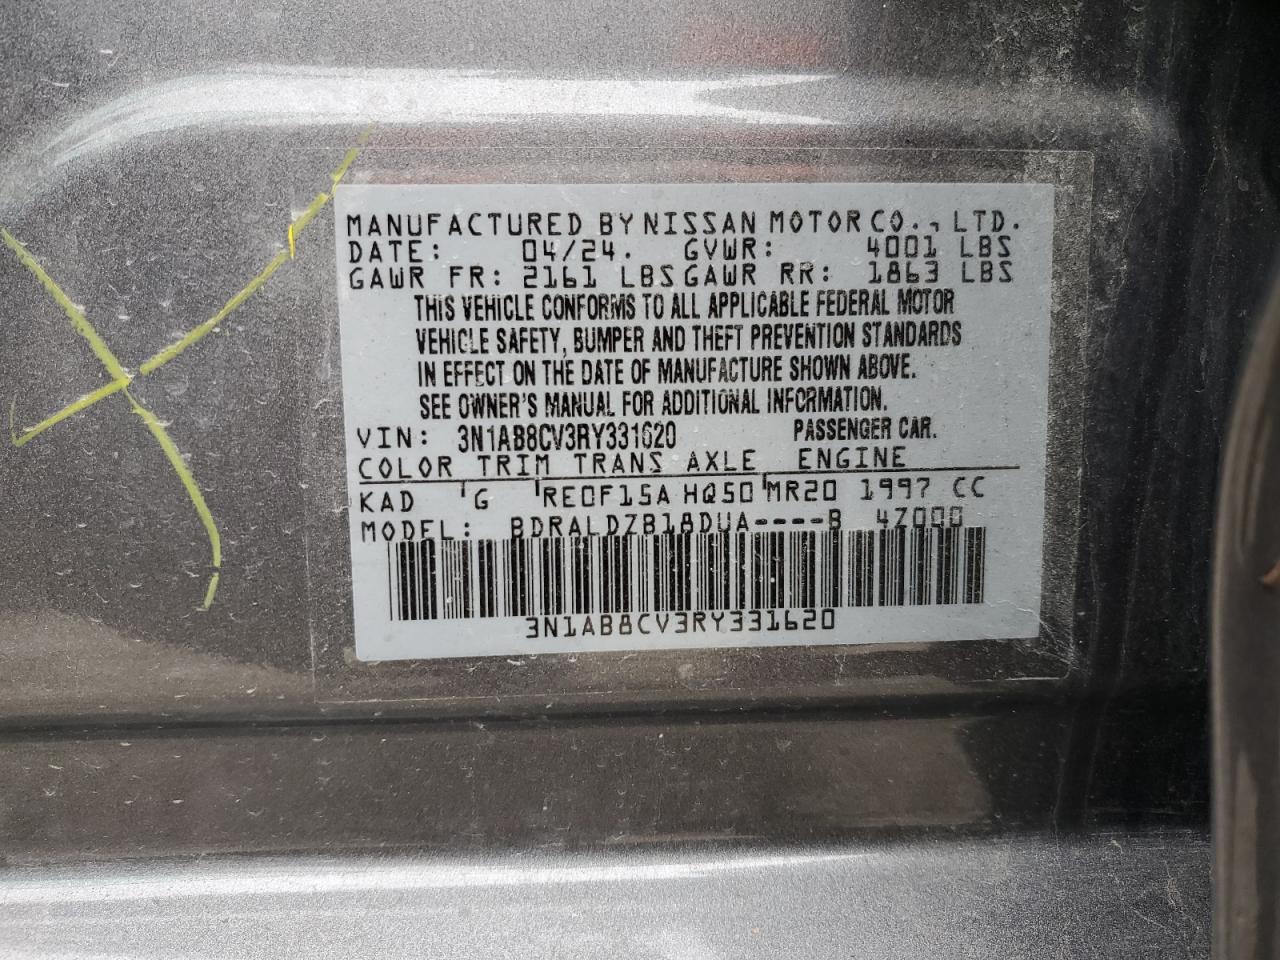 MANUFACTURED BY NISSAN MOTOR CO., LTD.
DATE: 04/24. GVWR: 4001 LBS
GAWR FR: 2161 LBS GAWR RR: 1863 LBS
THIS VEHICLE CONFORMS TO ALL APPLICABLE FEDERAL MOTOR
VEHICLE SAFETY, BUMPER AND THEFT PREVENTION STANDARDS
IN EFFECT ON THE DATE OF MANUFACTURE SHOWN ABOVE.
SEE OWNER'S MANUAL FOR ADDITIONAL INFORMATION.
VIN: 3N1AB8CV3RY331620 PASSENGER CAR.
COLOR TRIM TRANS AXLE ENGINE
KAD G RE0F15A HQ50 MR20 1997 CC
MODEL: BDRALDZB18DUA----B 4Z000
3N1AB8CV3RY331620